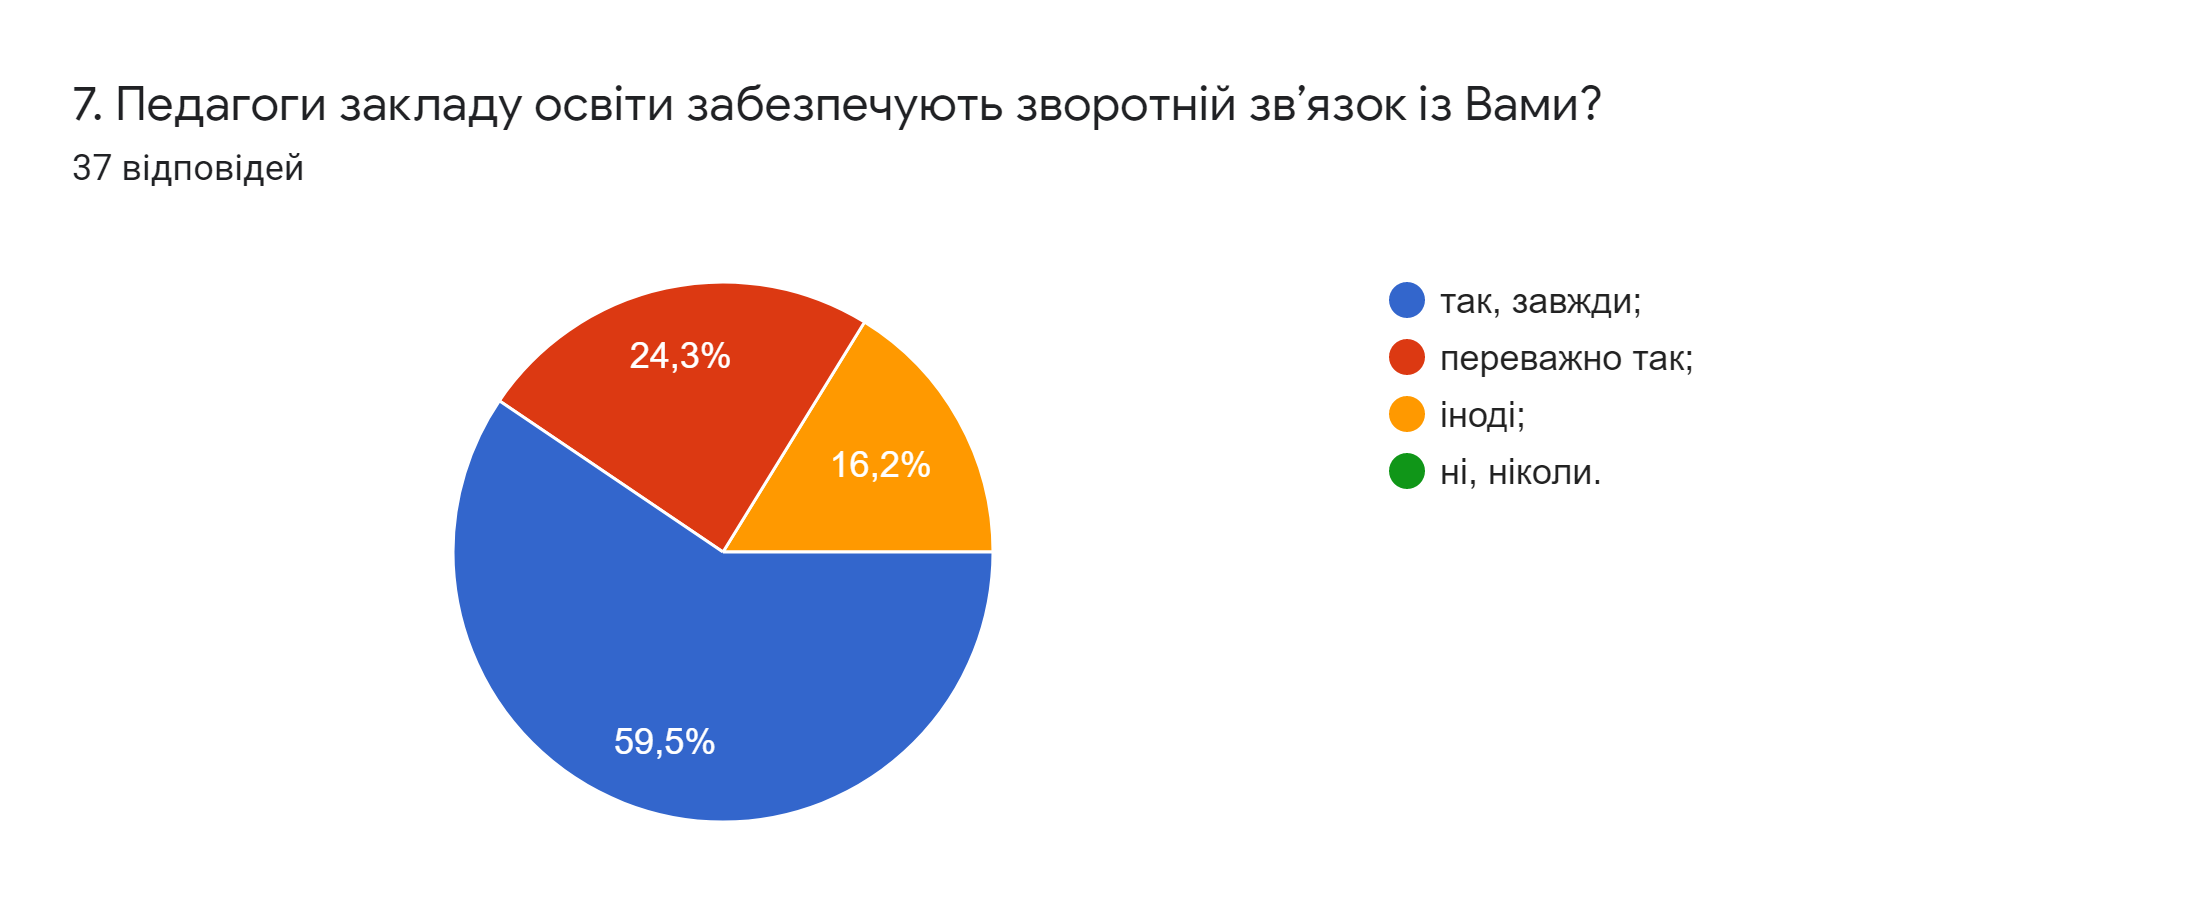 7. Педагоги закладу освіти забезпечують зворотній зв’язок із Вами?
37 відповідей
24,3%
16,2%
59,5%
так, завжди;
переважно так;
іноді;
ні, ніколи.